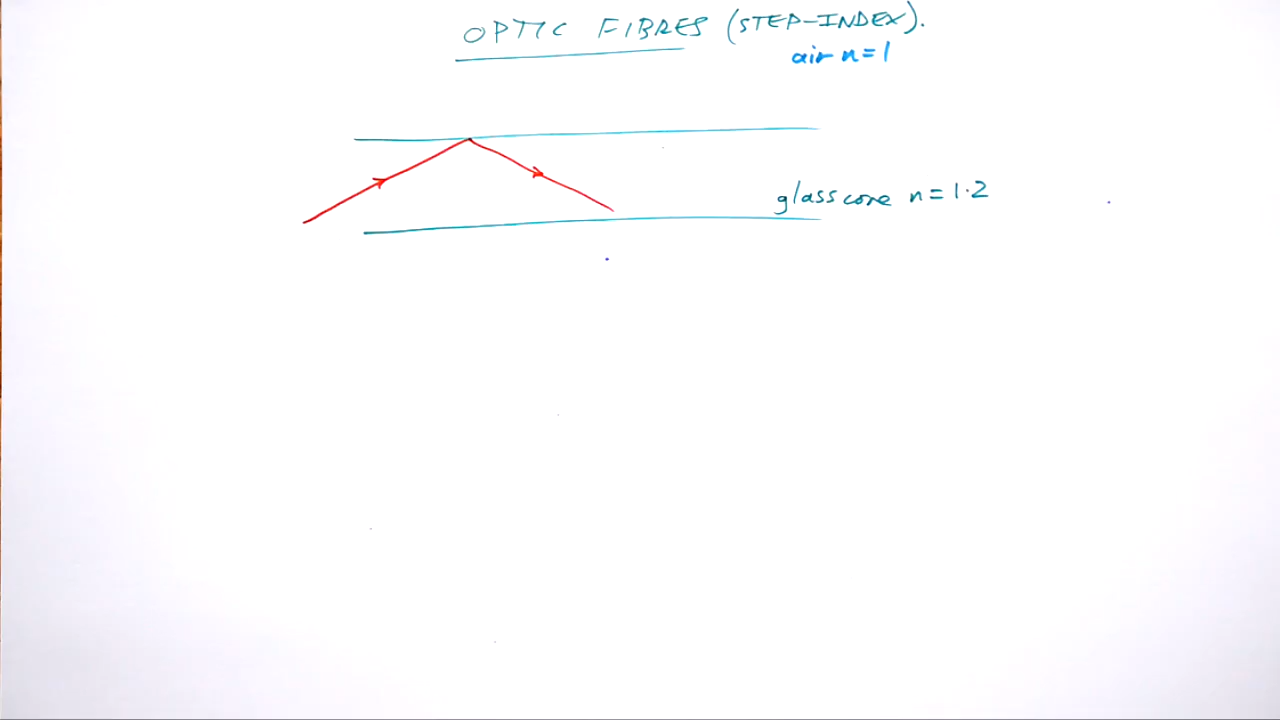 OPTIC FIBRES (STEP-INDEX).
air n=1
glass core n=1.2